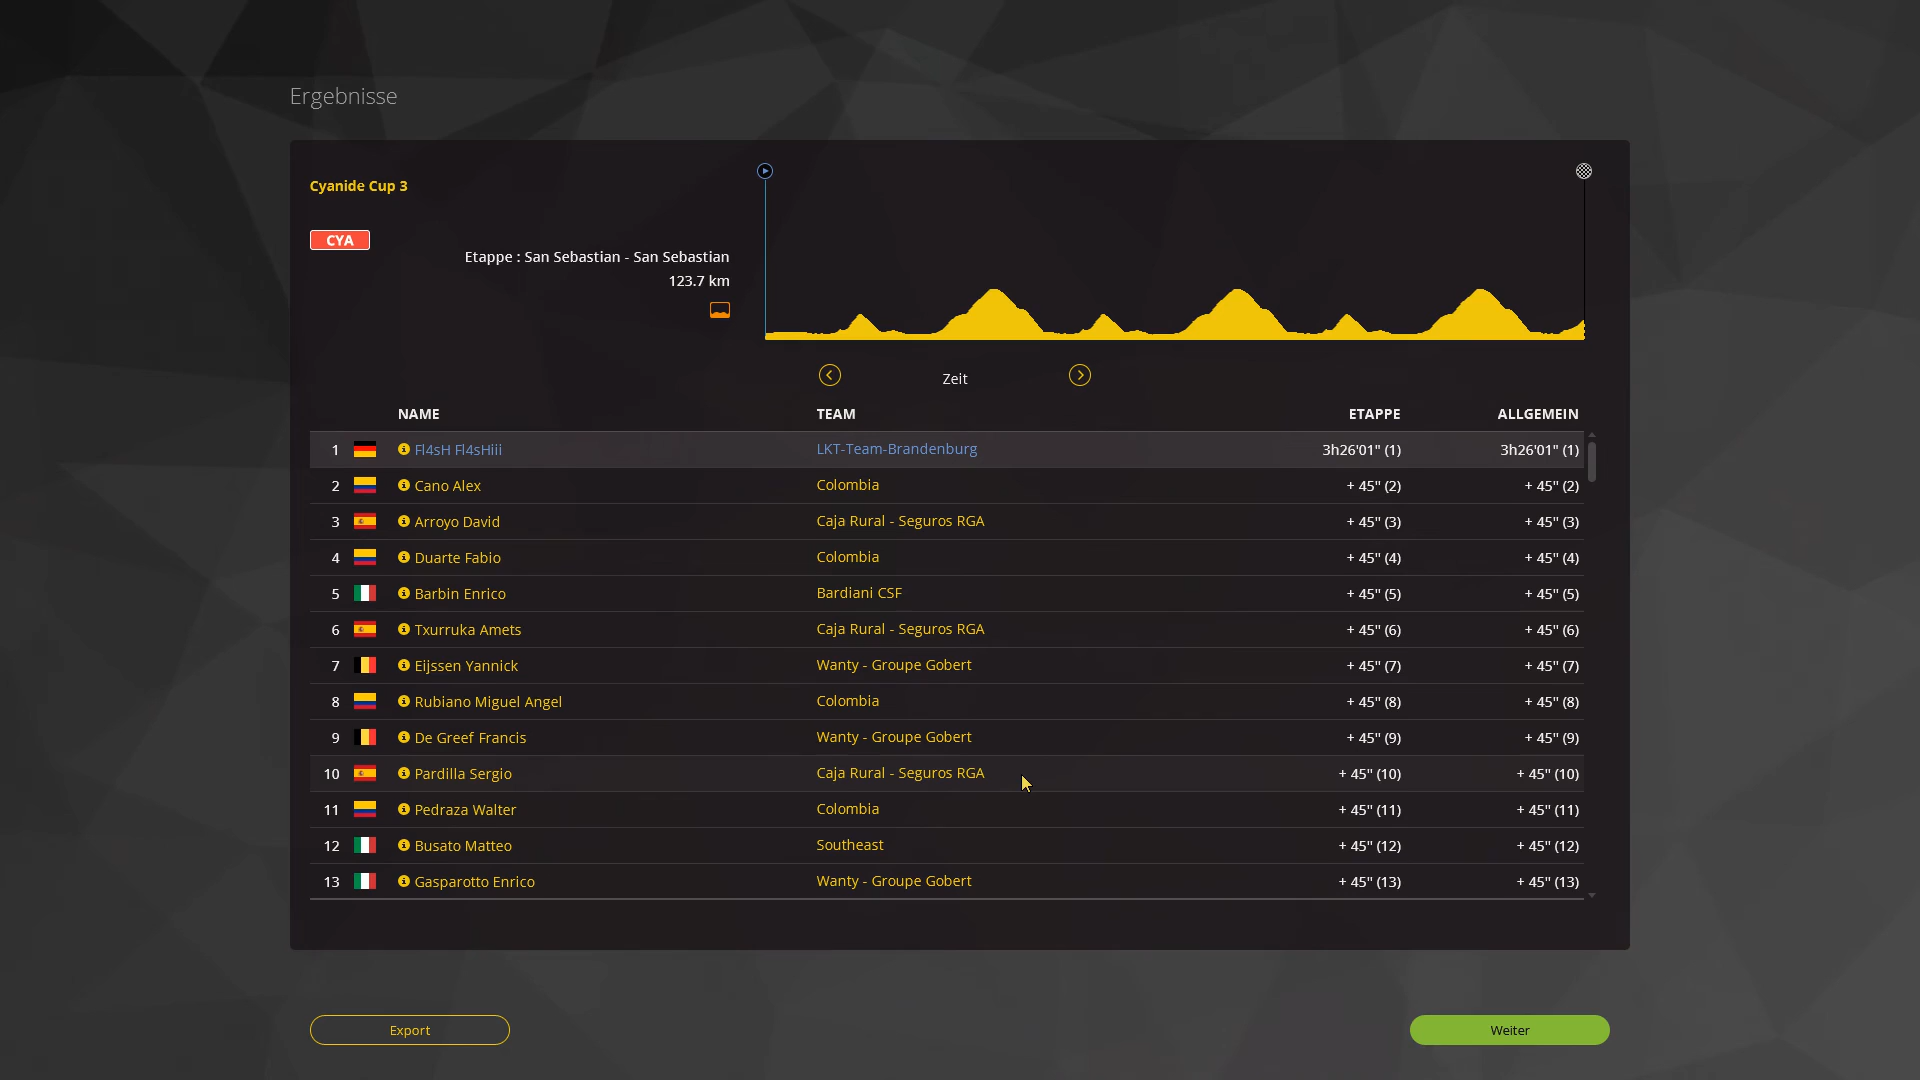 Ergebnisse
Cyanide Cup 3
CYA
Etappe : San Sebastian - San Sebastian
123.7 km
Zeit
NAME TEAM ETAPPE ALLGEMEIN
1 Fl4sH Fl4sHiii LKT-Team-Brandenburg 3h26'01" (1) 3h26'01" (1)
2 Cano Alex Colombia + 45" (2) + 45" (2)
3 Arroyo David Caja Rural - Seguros RGA + 45" (3) + 45" (3)
4 Duarte Fabio Colombia + 45" (4) + 45" (4)
5 Barbin Enrico Bardiani CSF + 45" (5) + 45" (5)
6 Txurruka Amets Caja Rural - Seguros RGA + 45" (6) + 45" (6)
7 Eijssen Yannick Wanty - Groupe Gobert + 45" (7) + 45" (7)
8 Rubiano Miguel Angel Colombia + 45" (8) + 45" (8)
9 De Greef Francis Wanty - Groupe Gobert + 45" (9) + 45" (9)
10 Pardilla Sergio Caja Rural - Seguros RGA + 45" (10) + 45" (10)
11 Pedraza Walter Colombia + 45" (11) + 45" (11)
12 Busato Matteo Southeast + 45" (12) + 45" (12)
13 Gasparotto Enrico Wanty - Groupe Gobert + 45" (13) + 45" (13)
Export Weiter